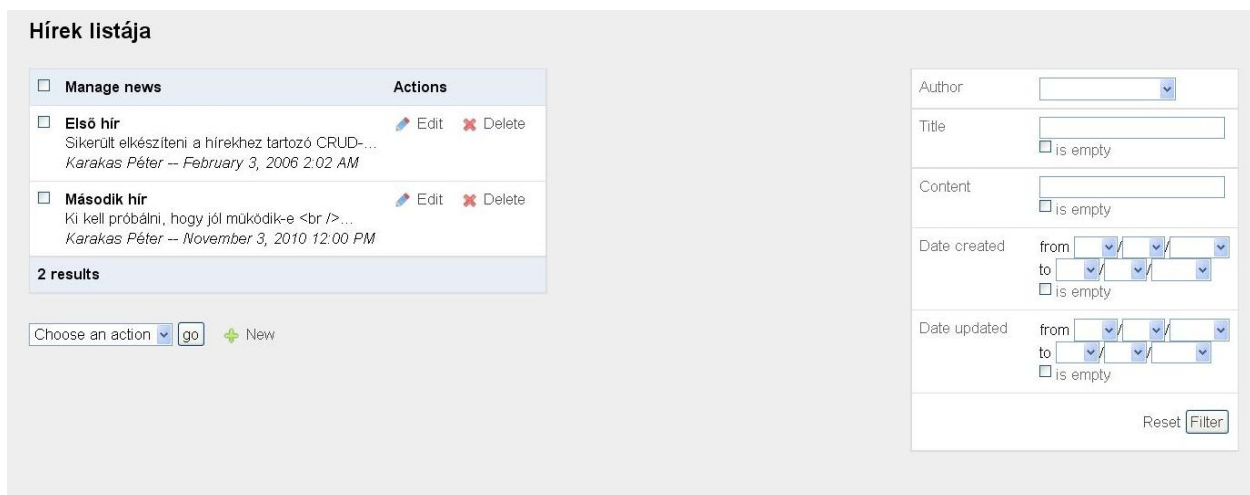 Hírek listája
Manage news Actions
Első hír Edit Delete
Sikerült elkészíteni a hírekhez tartozó CRUD-...
Karakas Péter -- February 3, 2006 2:02 AM
Második hír Edit Delete
Ki kell próbálni, hogy jól működik-e <br />...
Karakas Péter -- November 3, 2010 12:00 PM
2 results
Choose an action go New
Author
Title
is empty
Content
is empty
Date created from / /
to / /
is empty
Date updated from / /
to / /
is empty
Reset Filter